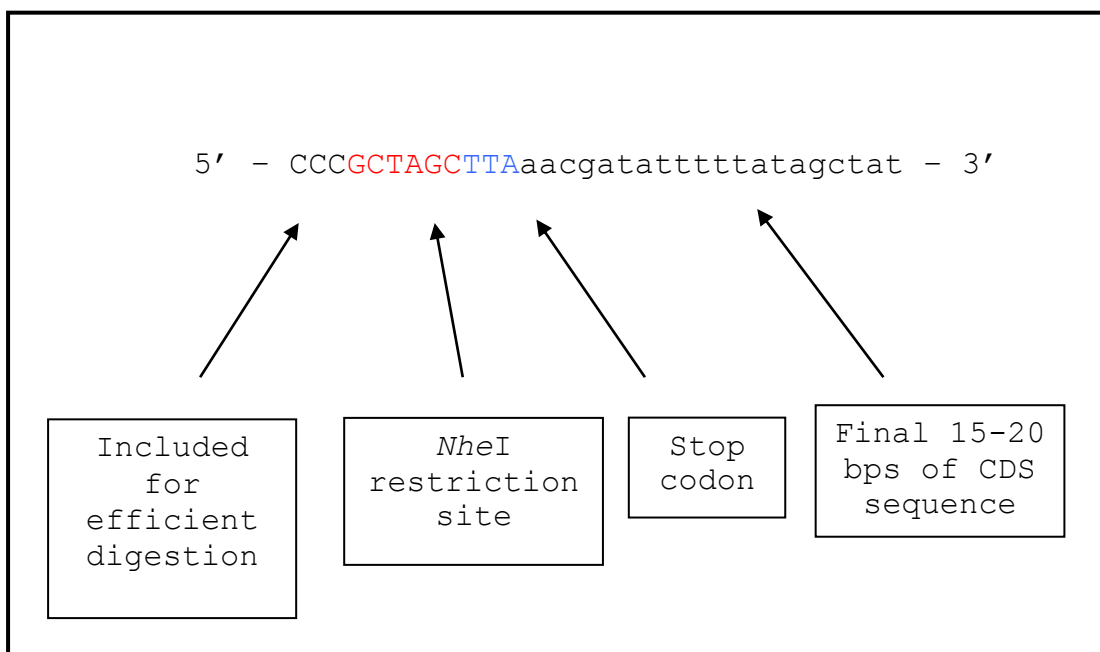 5’ – CCCGCTAGCTTAaacgatatttttatagctat – 3’
Included
for
efficient
digestion
NheI
restriction
site
Stop
codon
Final 15-20
bps of CDS
sequence